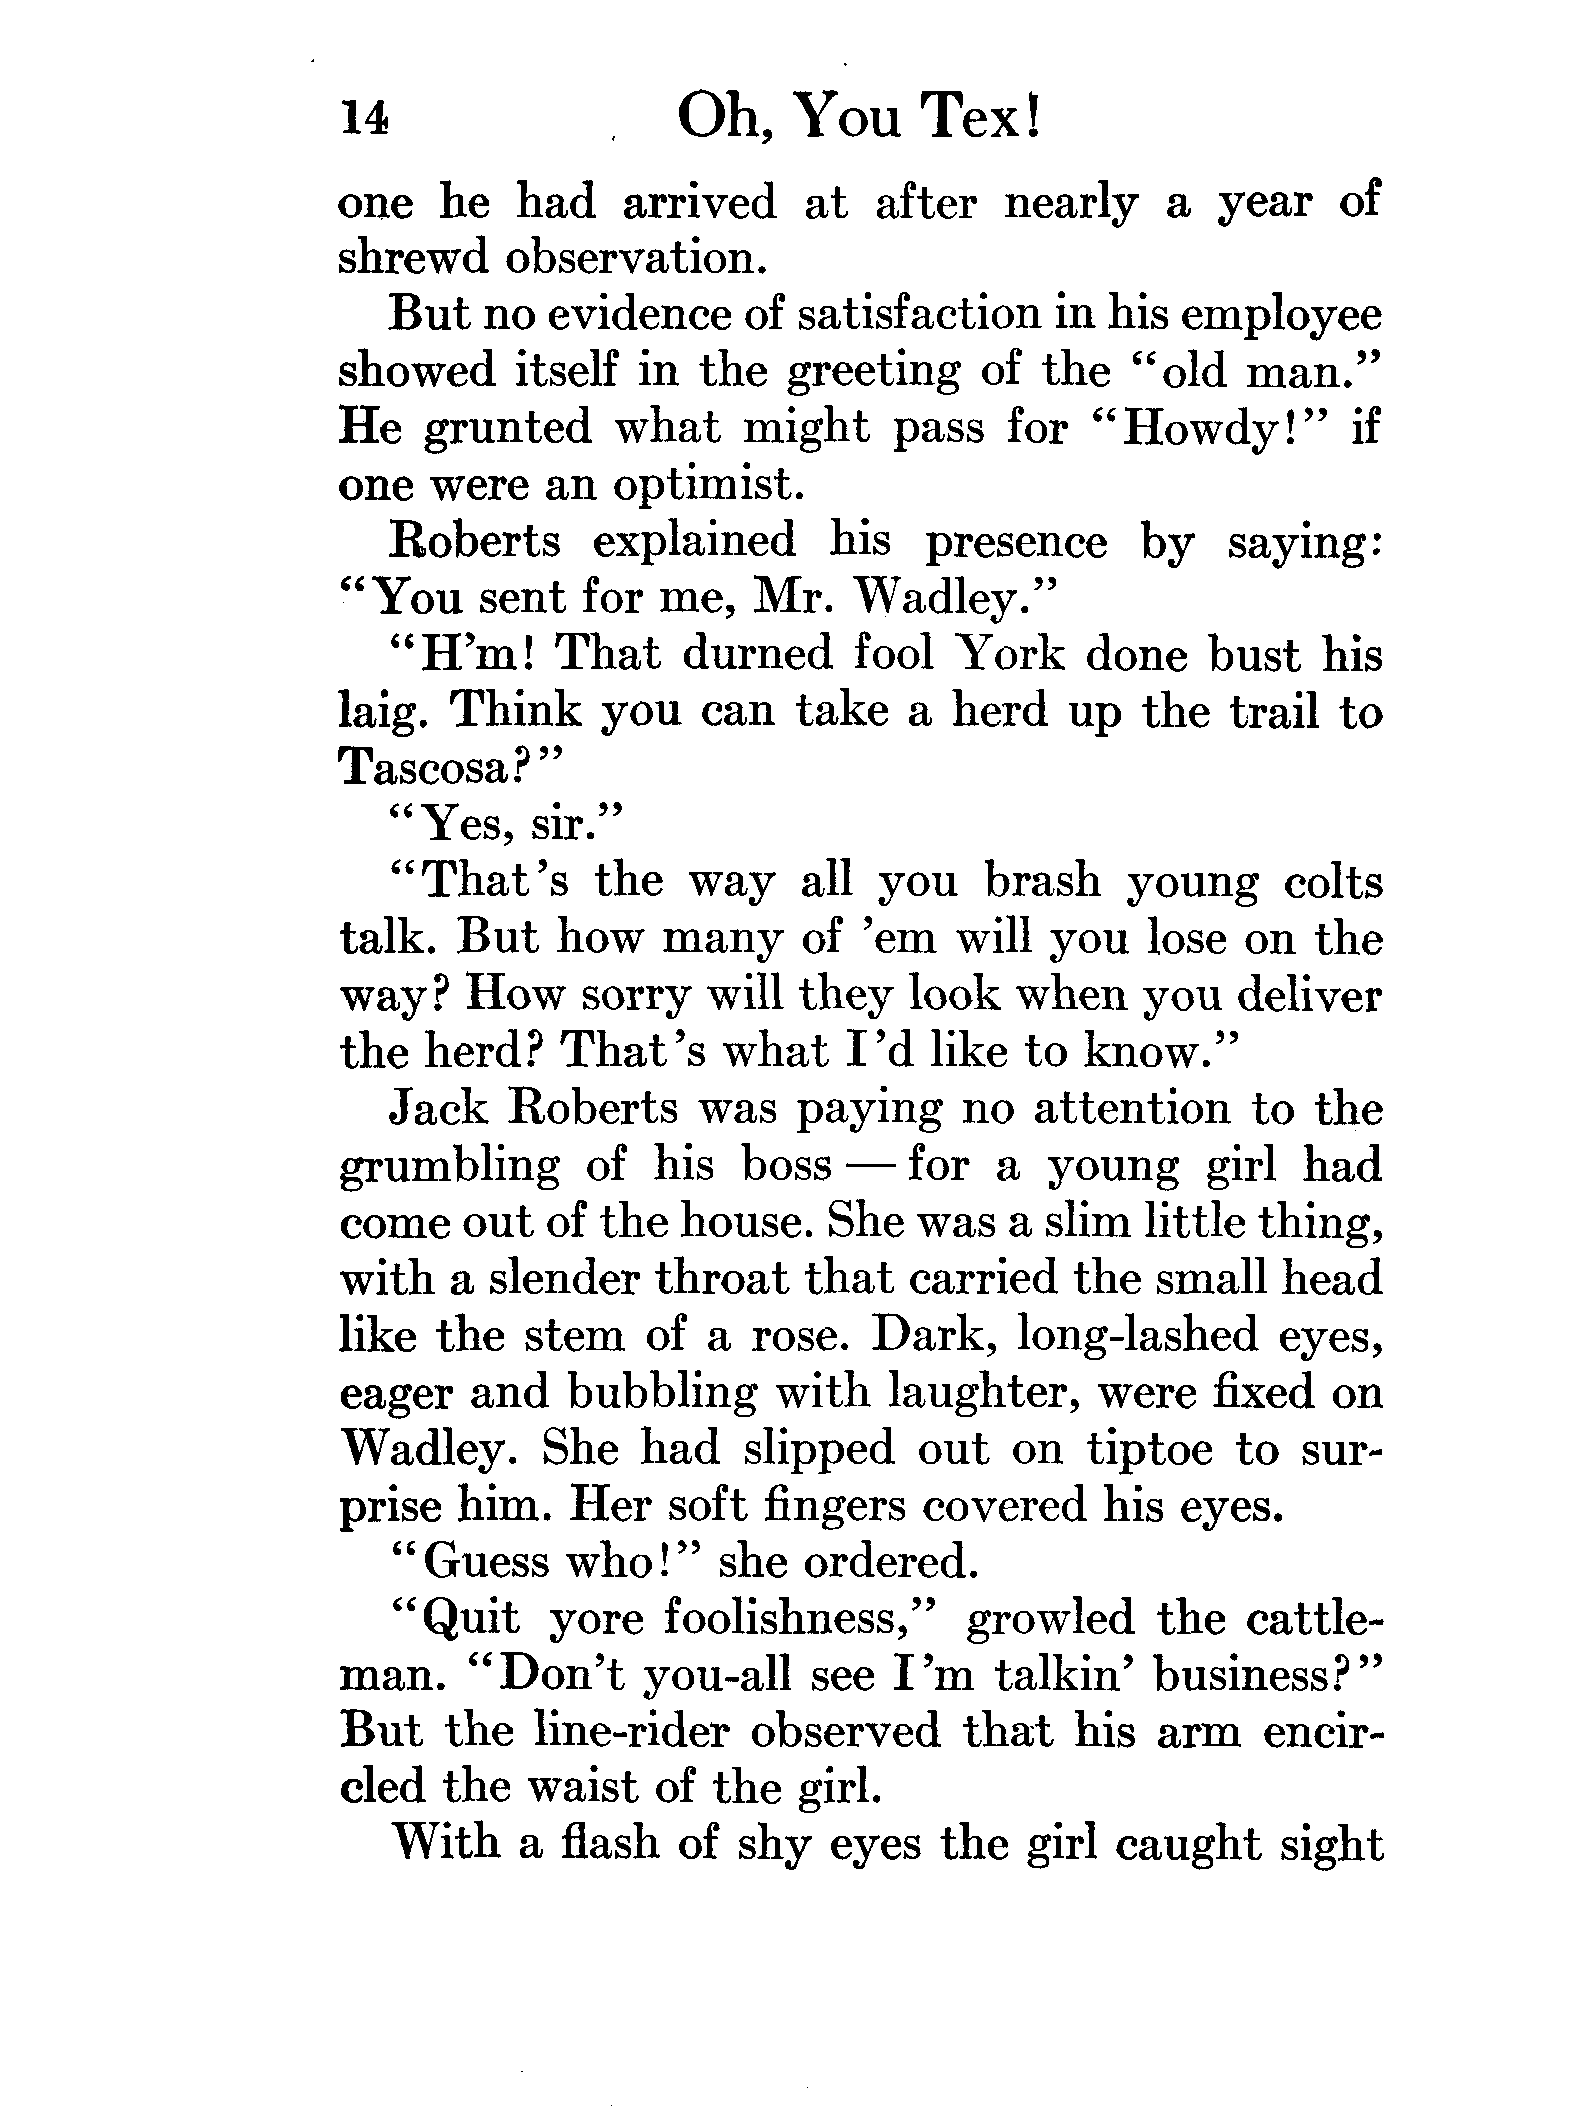 14 Oh, You Tex!
one he had arrived at after nearly a year of
shrewd observation.
But no evidence of satisfaction in his employee
showed itself in the greeting of the “old man.”
He grunted what might pass for “Howdy!” if
one were an optimist.
Roberts explained his presence by saying:
“You sent for me, Mr. Wadley.”
“H’m! That durned fool York done bust his
laig. Think you can take a herd up the trail to
Tascosa?”
“Yes, sir.”
“That’s the way all you brash young colts
talk. But how many of ’em will you lose on the
way? How sorry will they look when you deliver
the herd? That’s what I’d like to know.”
Jack Roberts was paying no attention to the
grumbling of his boss — for a young girl had
come out of the house. She was a slim little thing,
with a slender throat that carried the small head
like the stem of a rose. Dark, long-lashed eyes,
eager and bubbling with laughter, were fixed on
Wadley. She had slipped out on tiptoe to sur-
prise him. Her soft fingers covered his eyes.
“Guess who!” she ordered.
“Quit yore foolishness,” growled the cattle-
man. “Don’t you-all see I’m talkin’ business?”
But the line-rider observed that his arm encir-
cled the waist of the girl.
With a flash of shy eyes the girl caught sight